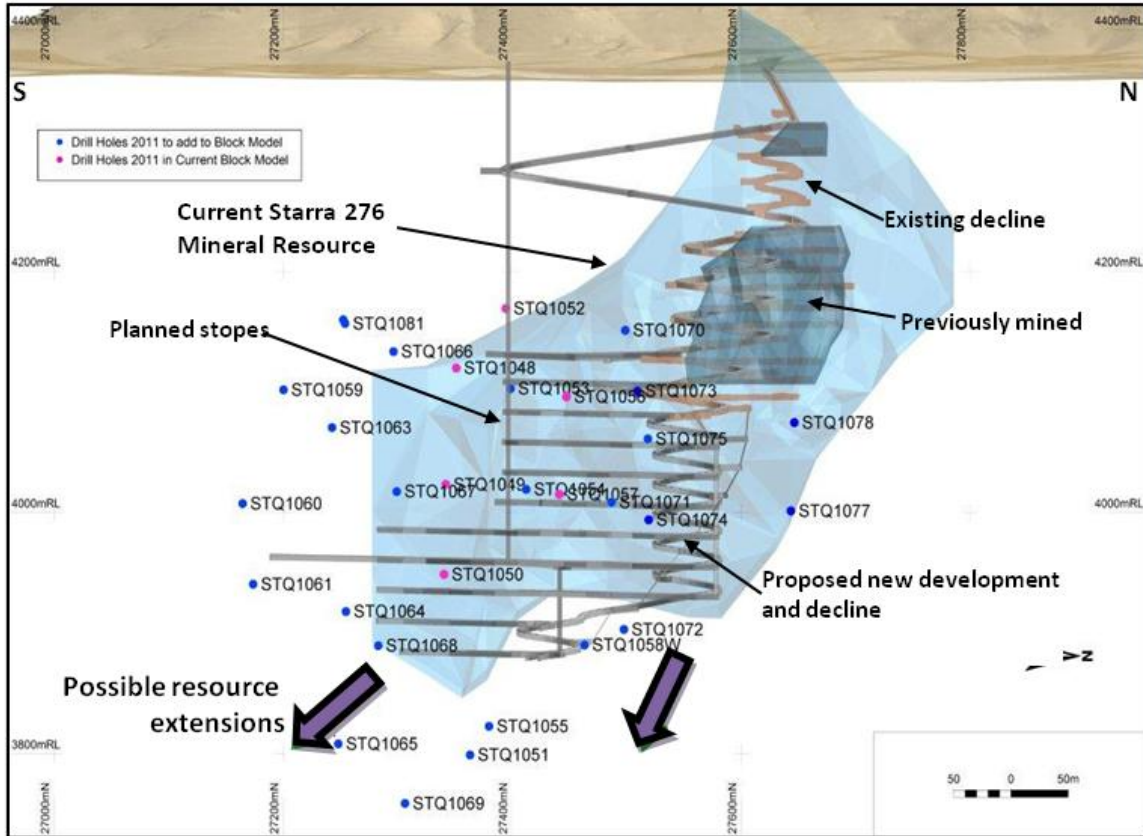 4400mRL
27000mN
27200mN
27400mN
27600mN
27800mN
4400mRL
S
N
Drill Holes 2011 to add to Block Model
Drill Holes 2011 in Current Block Model
Current Starra 276
Mineral Resource
Existing decline
4200mRL
4200mRL
STQ1052
Previously mined
STQ1081
STQ1070
Planned stopes
STQ1066
STQ1048
STQ1059
STQ1053
STQ1056
STQ1073
STQ1063
STQ1078
STQ1075
STQ1049
STQ1067
STQ1054
STQ1057
STQ1071
STQ1060
4000mRL
4000mRL
STQ1077
STQ1074
STQ1050
STQ1061
Proposed new development
and decline
STQ1064
STQ1072
STQ1068
STQ1058W
N
Possible resource
extensions
STQ1055
STQ1065
STQ1051
3800mRL
3800mRL
STQ1069
50 0 50m
27000mN
27200mN
27400mN
27600mN